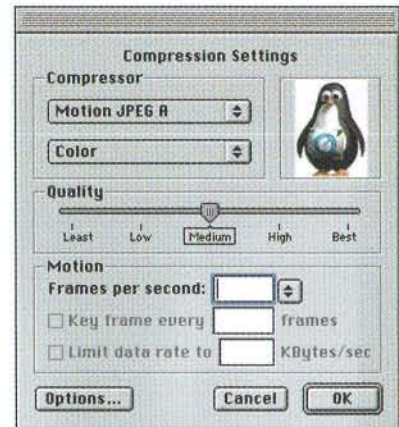 Compression Settings
Compressor
Motion JPEG A
Color
Quality
Least Low Medium High Best
Motion
Frames per second:
Key frame every frames
Limit data rate to KBytes/sec
Options... Cancel OK